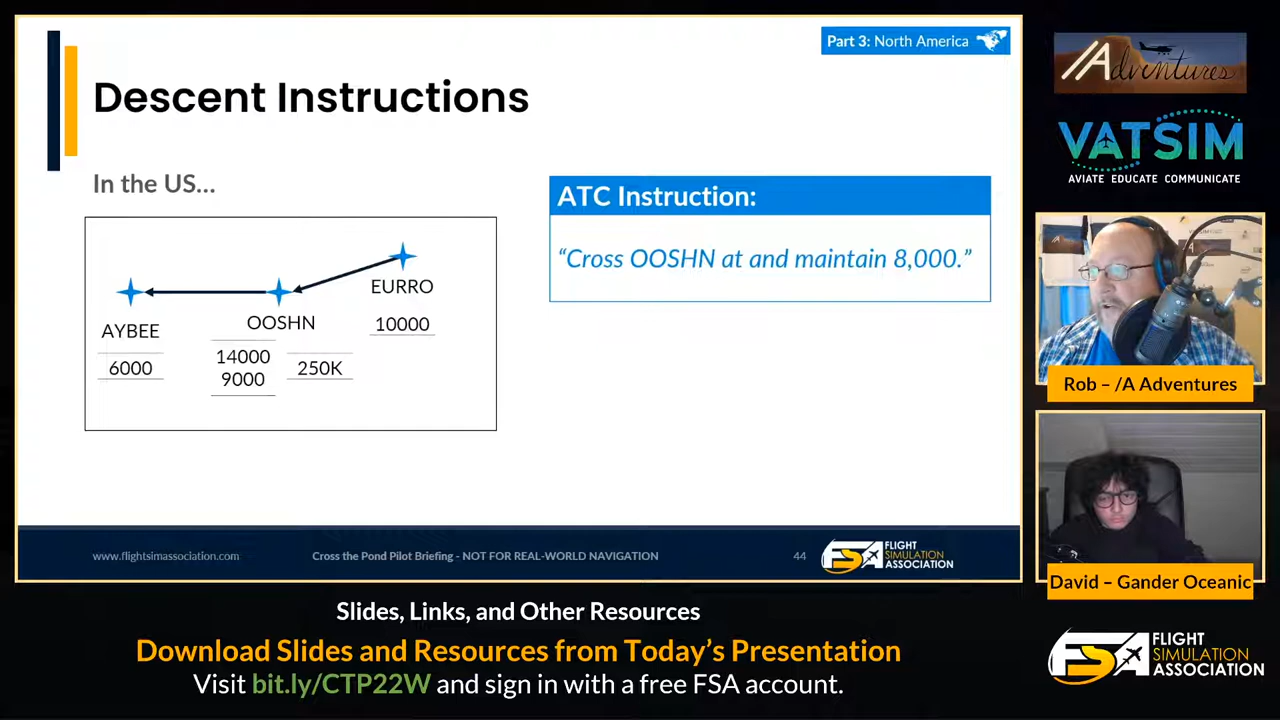 Part 3: North America
Descent Instructions
In the US…
EURRO
10000
OOSHN
14000
9000
250K
AYBEE
6000
ATC Instruction:
“Cross OOSHN at and maintain 8,000.”
www.flightsimassociation.com
Cross the Pond Pilot Briefing - NOT FOR REAL-WORLD NAVIGATION
44
FSA
FLIGHT
SIMULATION
ASSOCIATION
/Adventures
VATSIM
AVIATE EDUCATE COMMUNICATE
Rob – /A Adventures
David – Gander Oceanic
Slides, Links, and Other Resources
Download Slides and Resources from Today’s Presentation
Visit bit.ly/CTP22W and sign in with a free FSA account.
FSA
FLIGHT
SIMULATION
ASSOCIATION